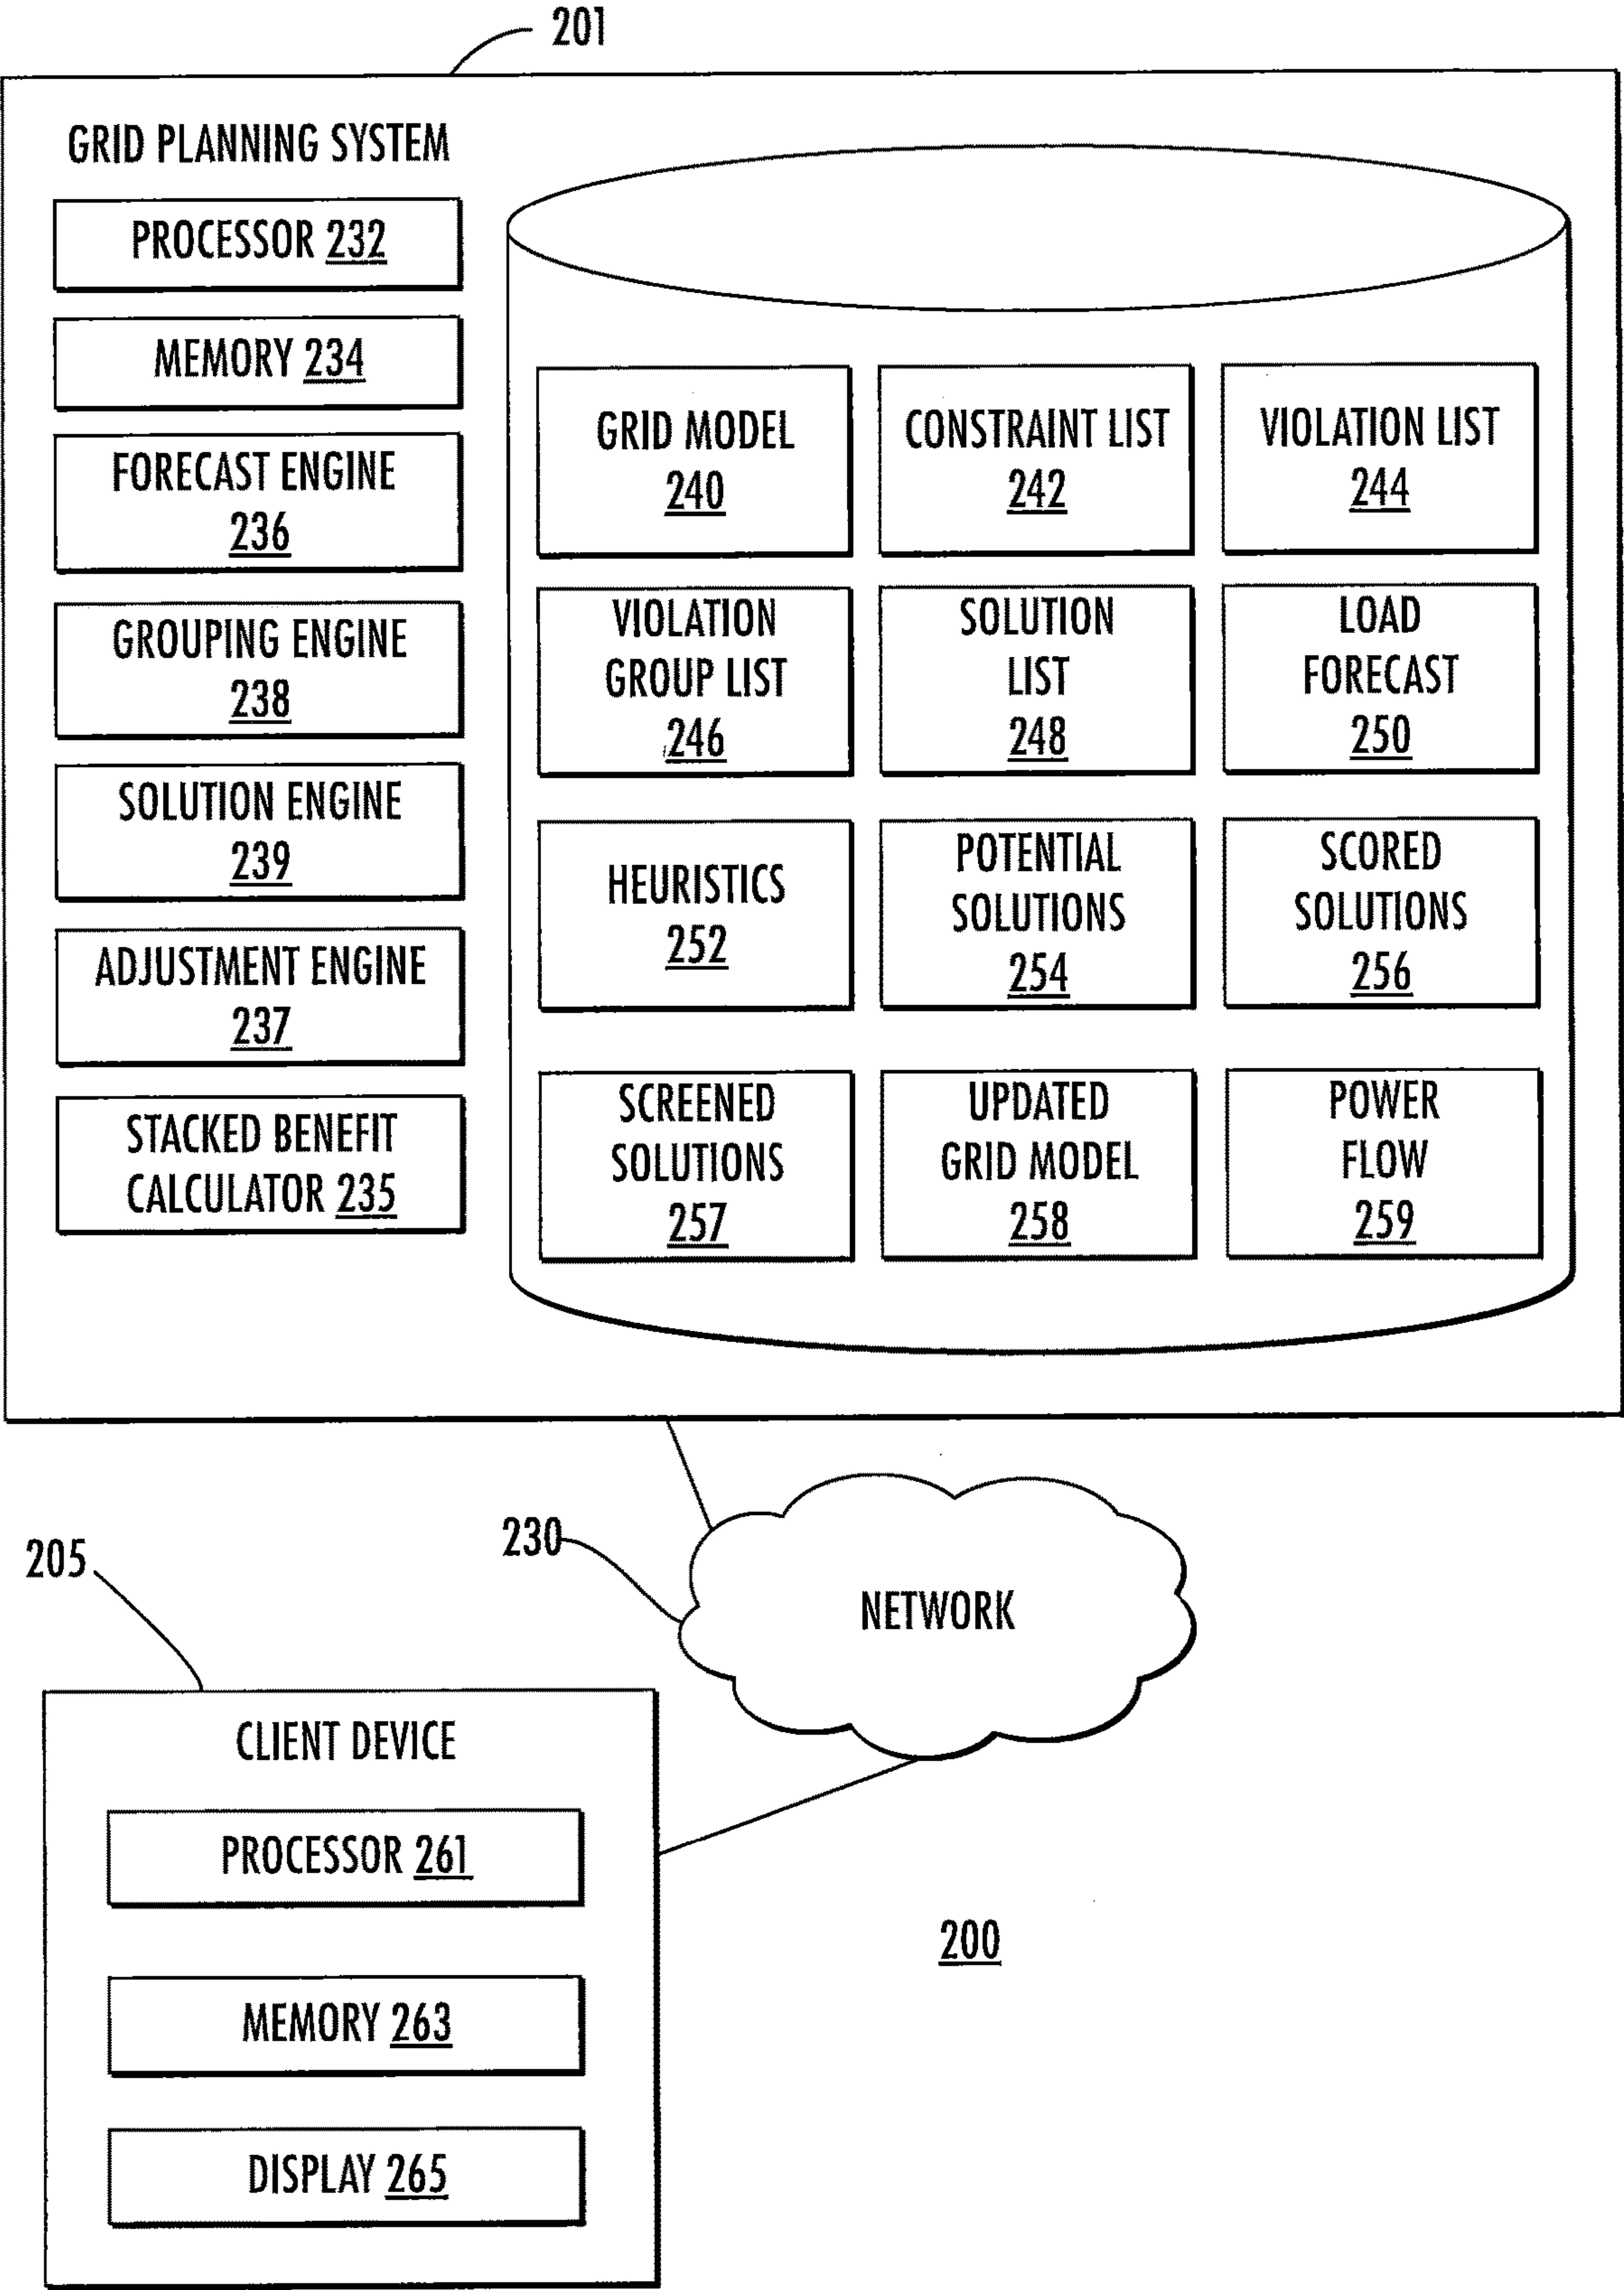 201
GRID PLANNING SYSTEM
PROCESSOR 232
MEMORY 234
FORECAST ENGINE
236
GROUPING ENGINE
238
SOLUTION ENGINE
239
ADJUSTMENT ENGINE
237
STACKED BENEFIT
CALCULATOR 235
GRID MODEL
240
CONSTRAINT LIST
242
VIOLATION LIST
244
VIOLATION
GROUP LIST
246
SOLUTION
LIST
248
LOAD
FORECAST
250
HEURISTICS
252
POTENTIAL
SOLUTIONS
254
SCORED
SOLUTIONS
256
SCREENED
SOLUTIONS
257
UPDATED
GRID MODEL
258
POWER
FLOW
259
230
NETWORK
205
CLIENT DEVICE
PROCESSOR 261
MEMORY 263
DISPLAY 265
200